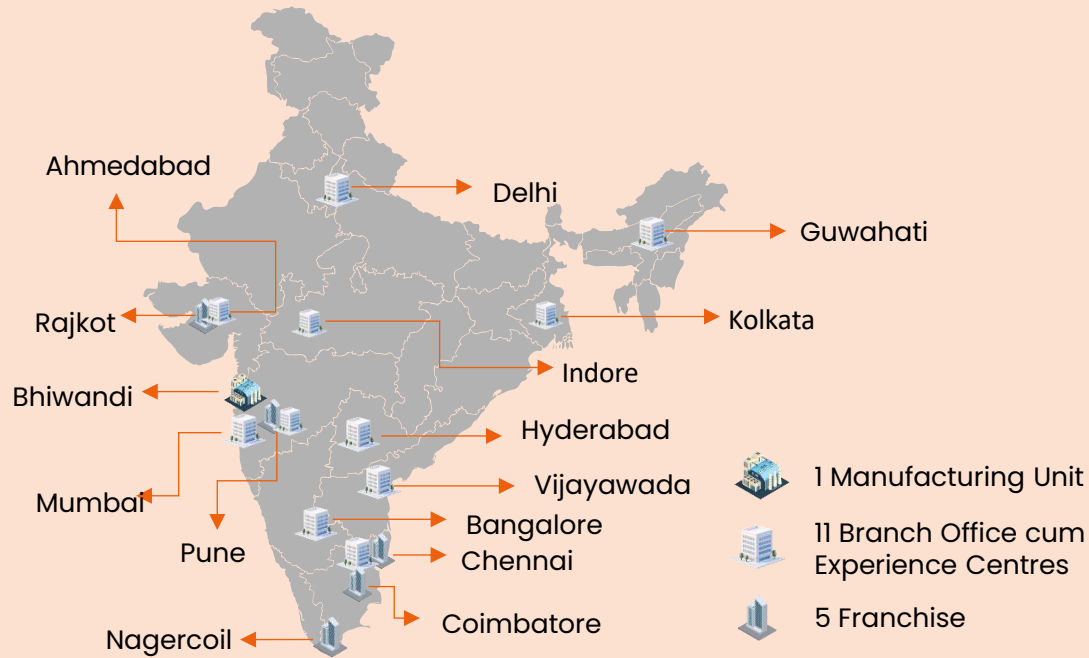 Ahmedabad
Delhi
Guwahati
Rajkot
Kolkata
Indore
Bhiwandi
Hyderabad
Mumbai
Vijayawada
Bangalore
Pune
Chennai
Coimbatore
Nagercoil
1 Manufacturing Unit
11 Branch Office cum
Experience Centres
5 Franchise